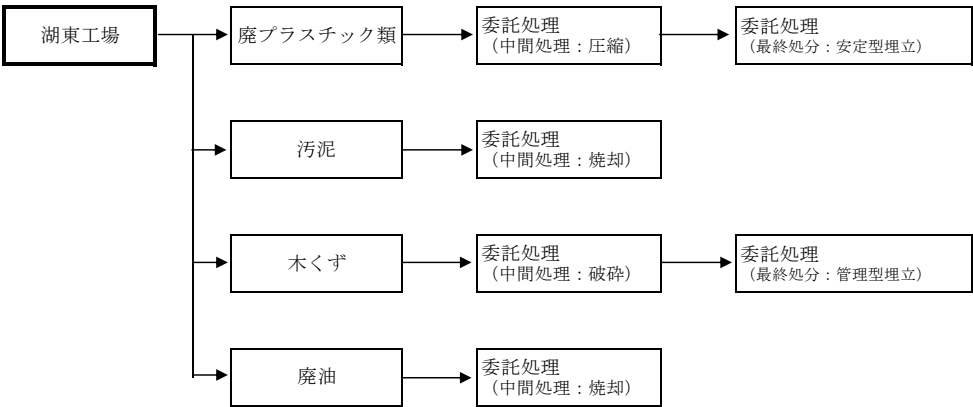 湖東工場
廃プラスチック類
委託処理
（中間処理：圧縮）
委託処理
（最終処分：安定型埋立）
汚泥
委託処理
（中間処理：焼却）
木くず
委託処理
（中間処理：破砕）
委託処理
（最終処分：管理型埋立）
廃油
委託処理
（中間処理：焼却）